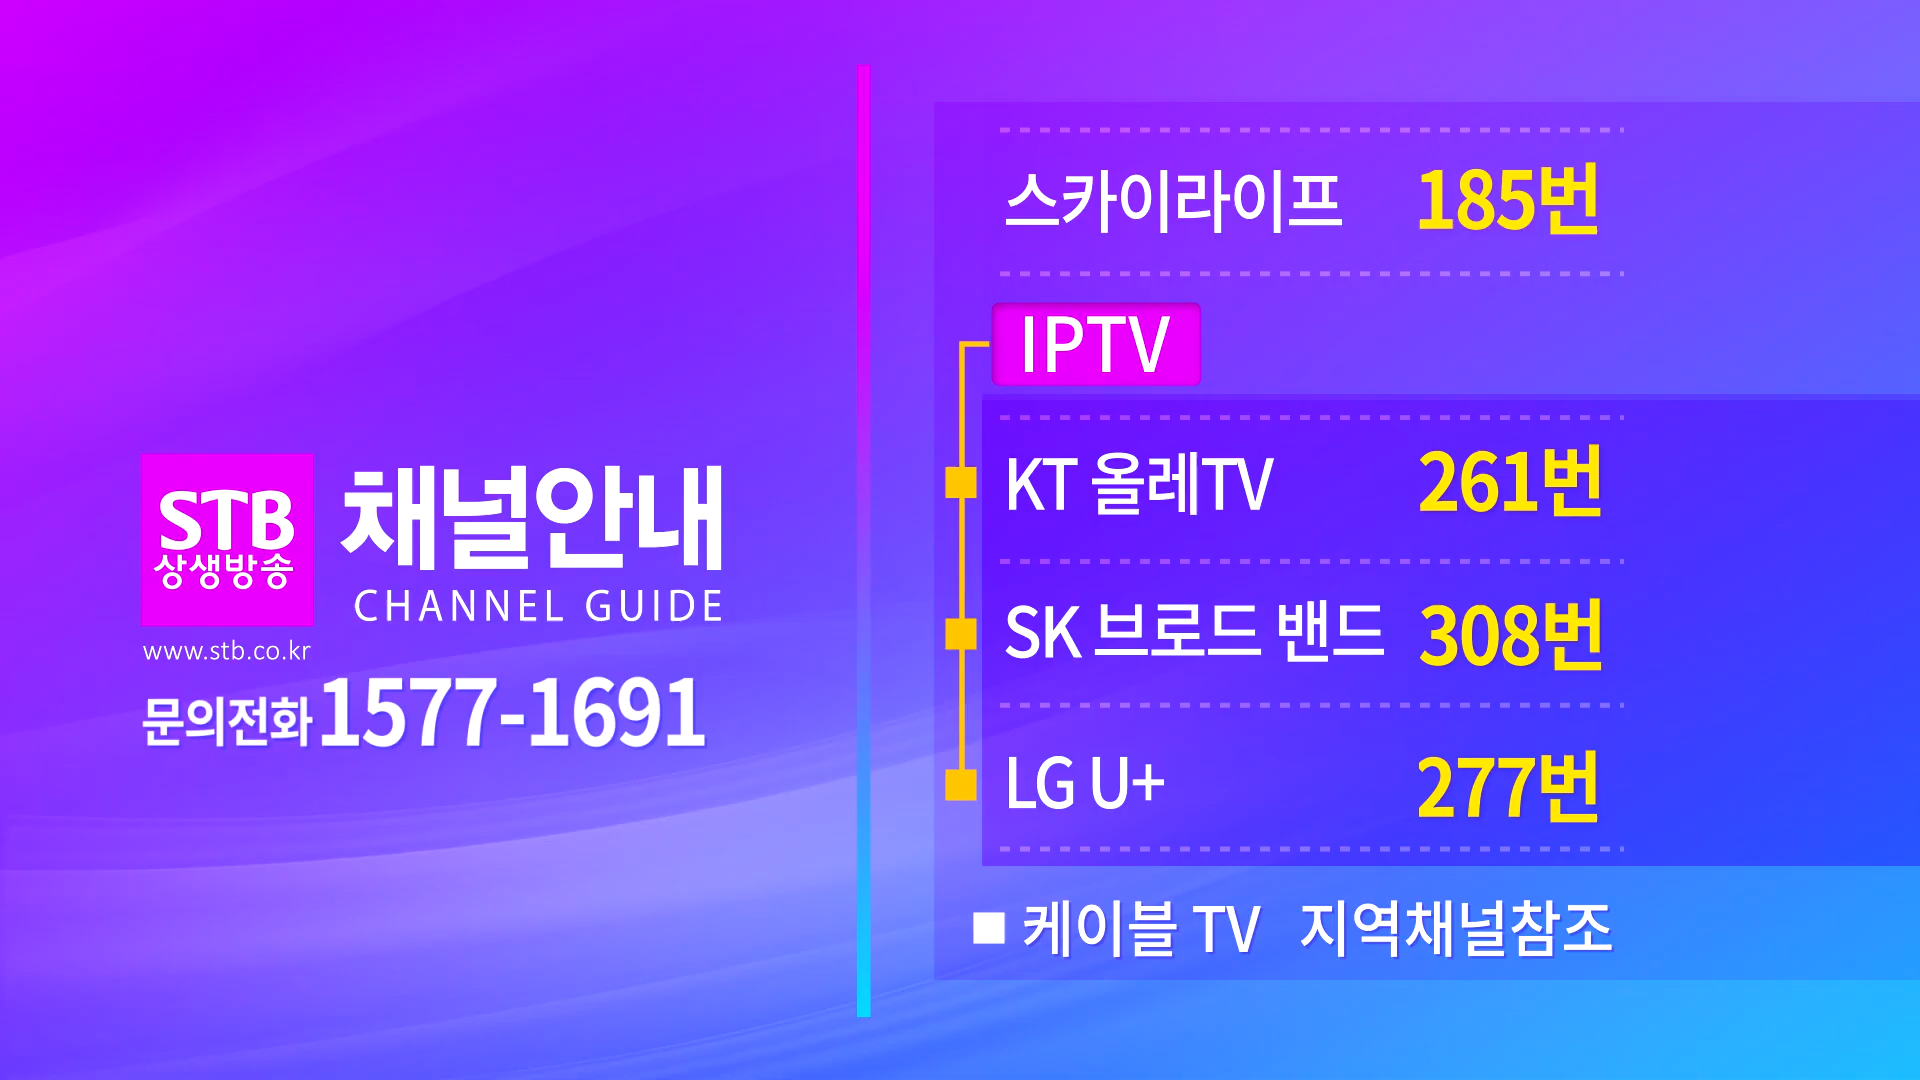 STB
상생방송
채널안내
CHANNEL GUIDE
www.stb.co.kr
문의전화 1577-1691
스카이라이프 185번
IPTV
KT 올레TV 261번
SK 브로드 밴드 308번
LG U+ 277번
케이블 TV 지역채널참조